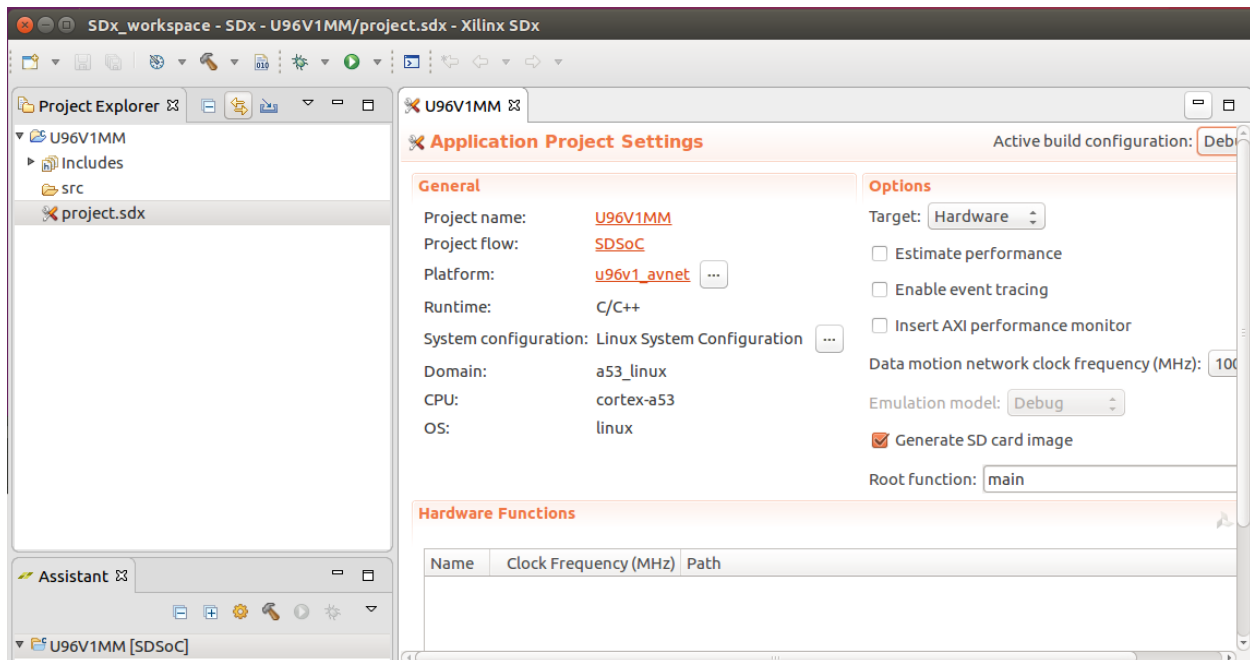 SDx_workspace - SDx - U96V1MM/project.sdx - Xilinx SDx
010
Project Explorer
U96V1MM
Includes
src
project.sdx
Assistant
U96V1MM [SDSoC]
U96V1MM
Application Project Settings
Active build configuration: Debu
General
Project name: U96V1MM
Project flow: SDSoC
Platform: u96v1_avnet ...
Runtime: C/C++
System configuration: Linux System Configuration ...
Domain: a53_linux
CPU: cortex-a53
OS: linux
Options
Target: Hardware
Estimate performance
Enable event tracing
Insert AXI performance monitor
Data motion network clock frequency (MHz): 100
Emulation model: Debug
Generate SD card image
Root function: main
Hardware Functions
Name Clock Frequency (MHz) Path